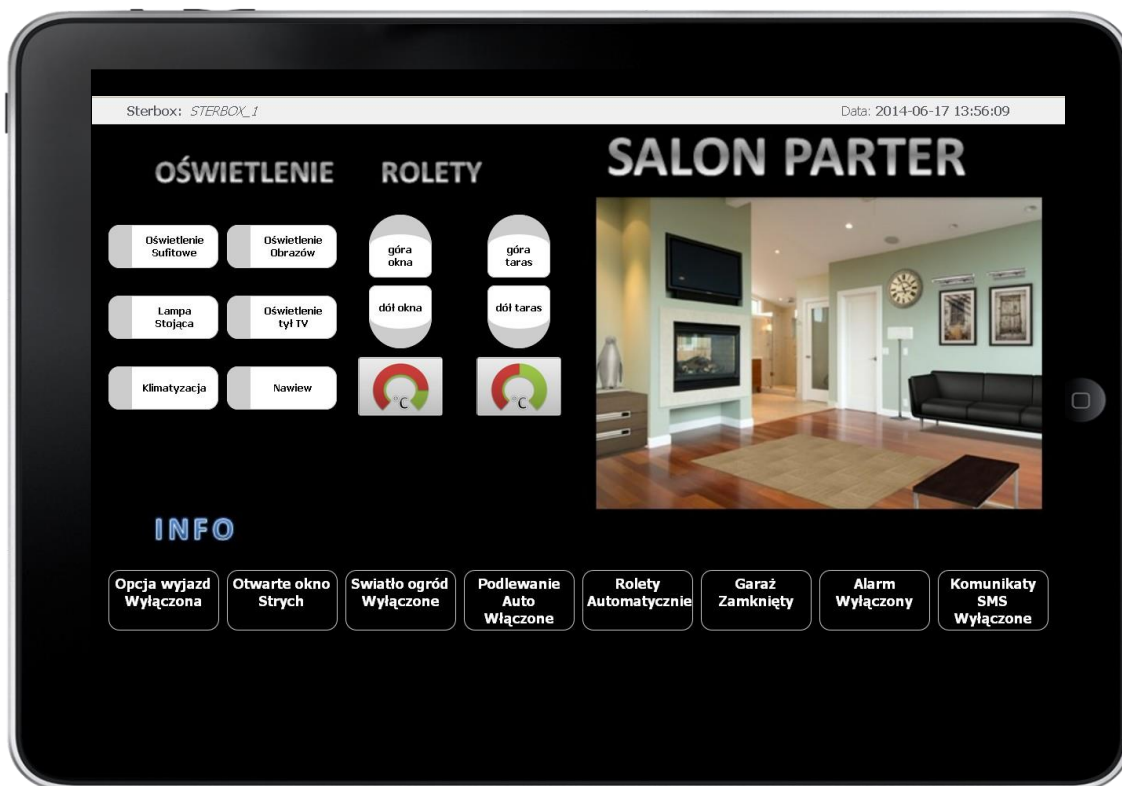 Sterbox: STERBOX_1
Data: 2014-06-17 13:56:09
OŚWIETLENIE
ROLETY
SALON PARTER
Oświetlenie
Sufitowe
Oświetlenie
Obrazów
góra
okna
góra
taras
Lampa
Stojąca
Oświetlenie
tył TV
dół okna
dół taras
Klimatyzacja
Nawiew
°C
°C
INFO
Opcja wyjazd
Wyłączona
Otwarte okno
Strych
Swiatło ogród
Wyłączone
Podlewanie
Auto
Włączone
Rolety
Automatycznie
Garaż
Zamknięty
Alarm
Wyłączony
Komunikaty
SMS
Wyłączone